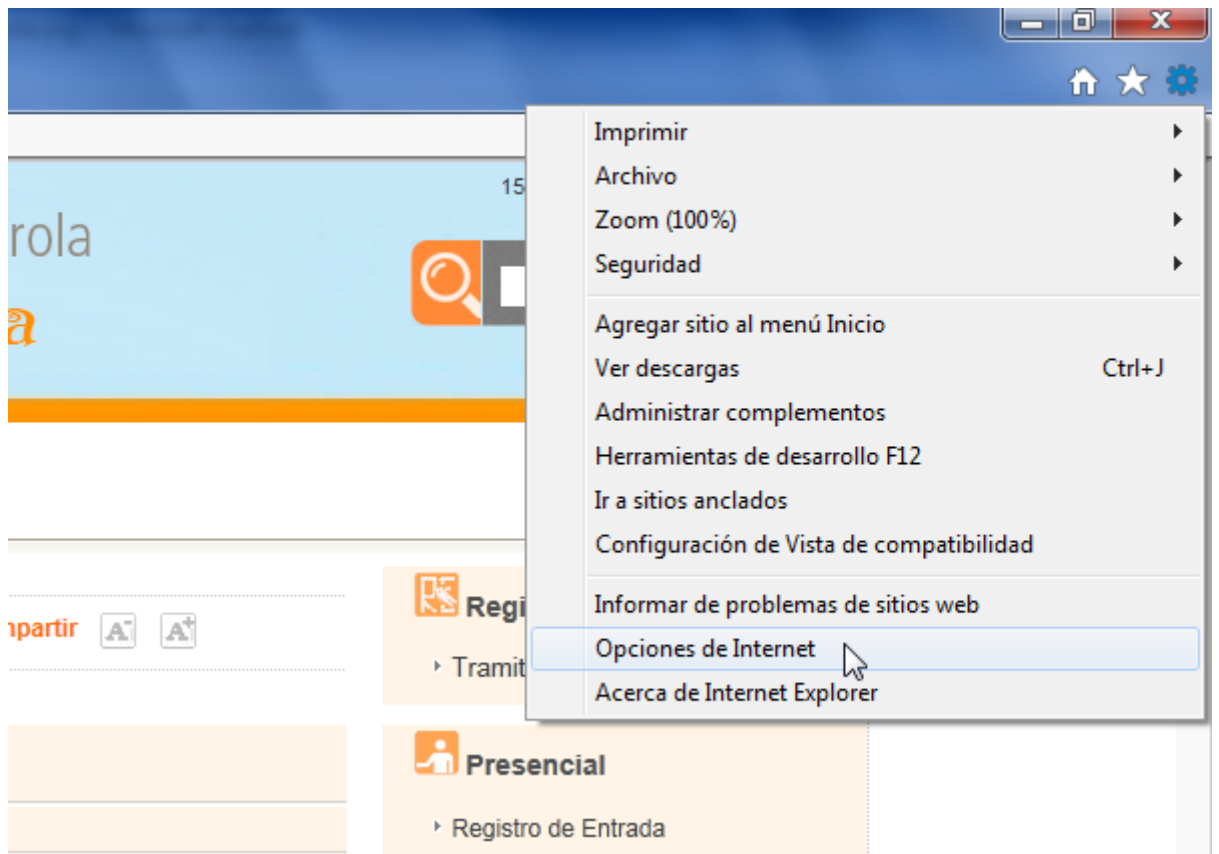 Imprimir
Archivo
15
Zoom (100%)
rola
Seguridad
a
Agregar sitio al menú Inicio
Ver descargas Ctrl+J
Administrar complementos
Herramientas de desarrollo F12
Ir a sitios anclados
Configuración de Vista de compatibilidad
Regi
Informar de problemas de sitios web
npartir A- A+
Opciones de Internet
Tramit
Acerca de Internet Explorer
Presencial
Registro de Entrada